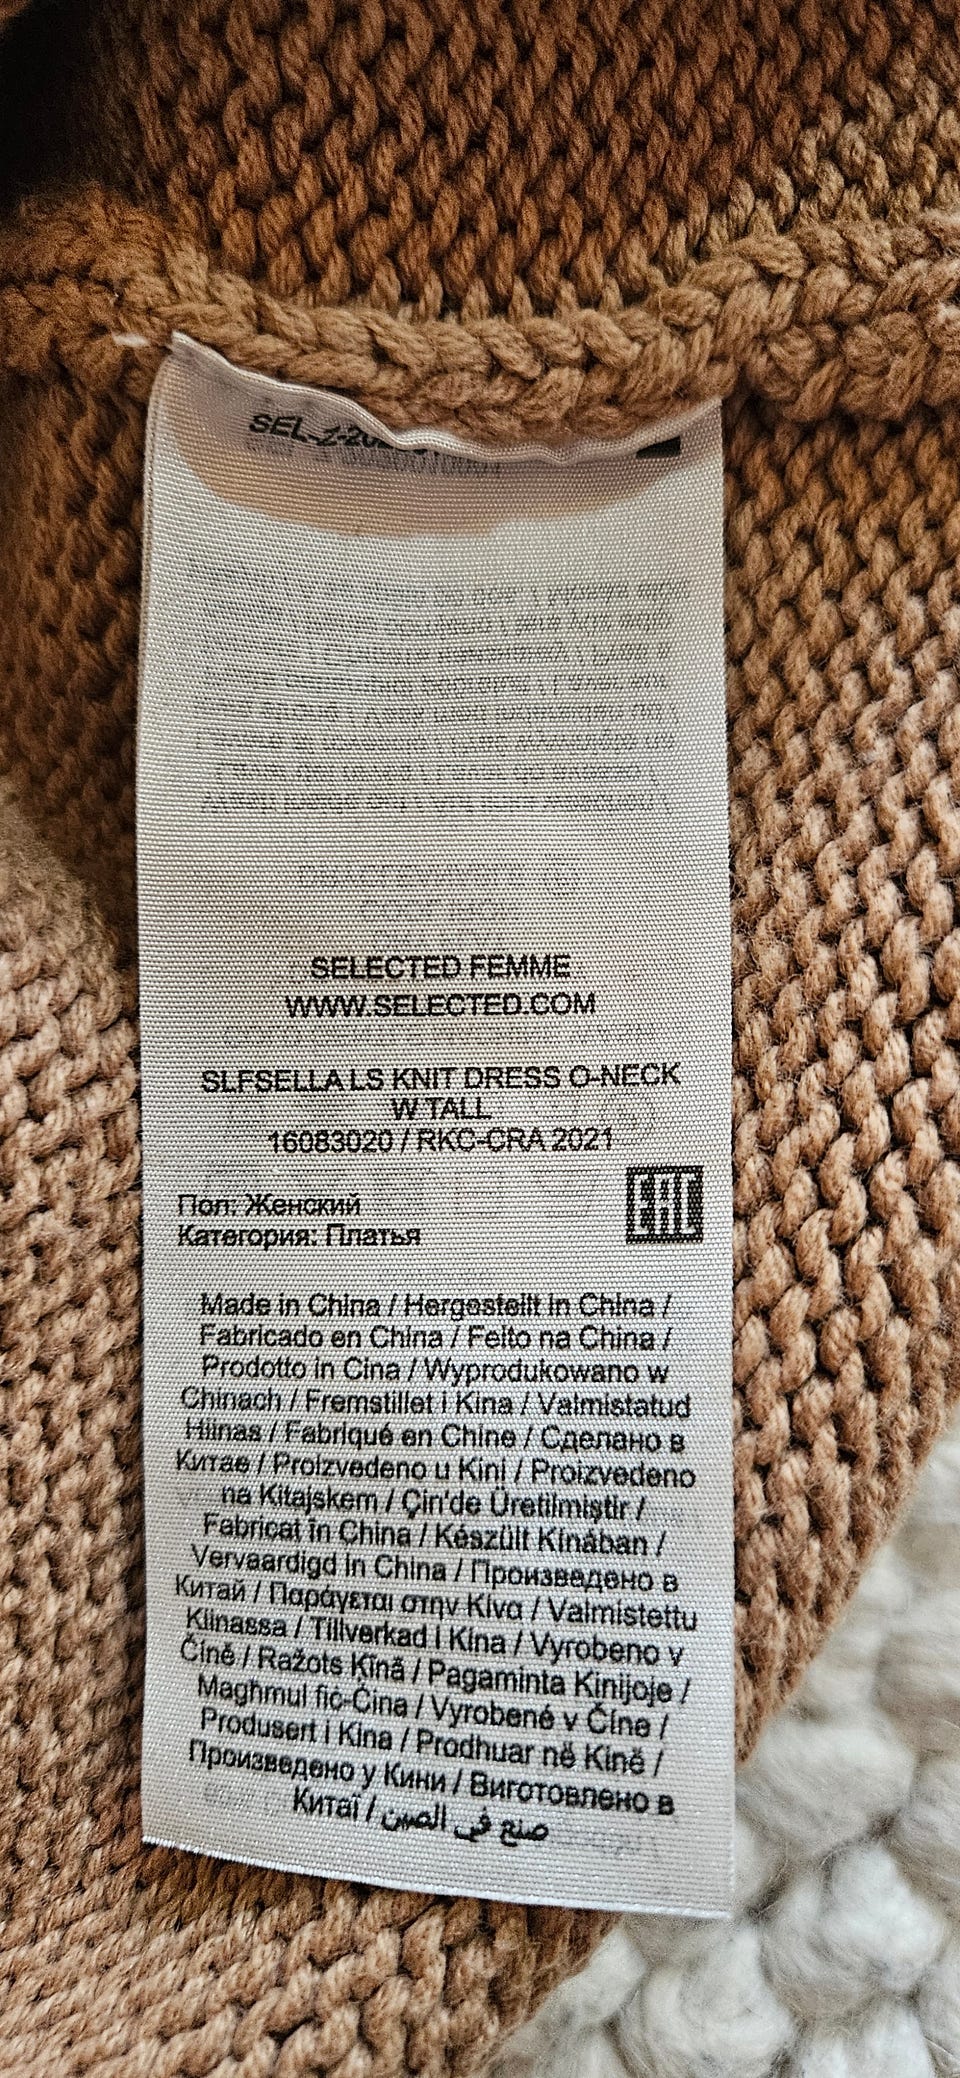 SELECTED FEMME
WWW.SELECTED.COM
SLFSELLA LS KNIT DRESS O-NECK
W TALL
16083020 / RKC-CRA 2021
Пол: Женский
Категория: Платья
EAC
Made in China / Hergestellt in China /
Fabricado en China / Feito na China /
Prodotto in Cina / Wyprodukowano w
Chinach / Fremstillet i Kina / Valmistatud
Hiinas / Fabriqué en Chine / Сделано в
Китае / Proizvedeno u Kini / Proizvedeno
na Kitajskem / Çin'de Üretilmiştir /
Fabricat în China / Készült Kínában /
Vervaardigd in China / Произведено в
Китай / Παράγεται στην Κίνα / Valmistettu
Kiinassa / Tillverkad i Kina / Vyrobeno v
Číně / Ražots Ķīnā / Pagaminta Kinijoje /
Maghmul fic-Ċina / Vyrobené v Číne /
Produsert i Kina / Prodhuar në Kinë /
Произведено у Кини / Виготовлено в
Китаї / صنع في الصين